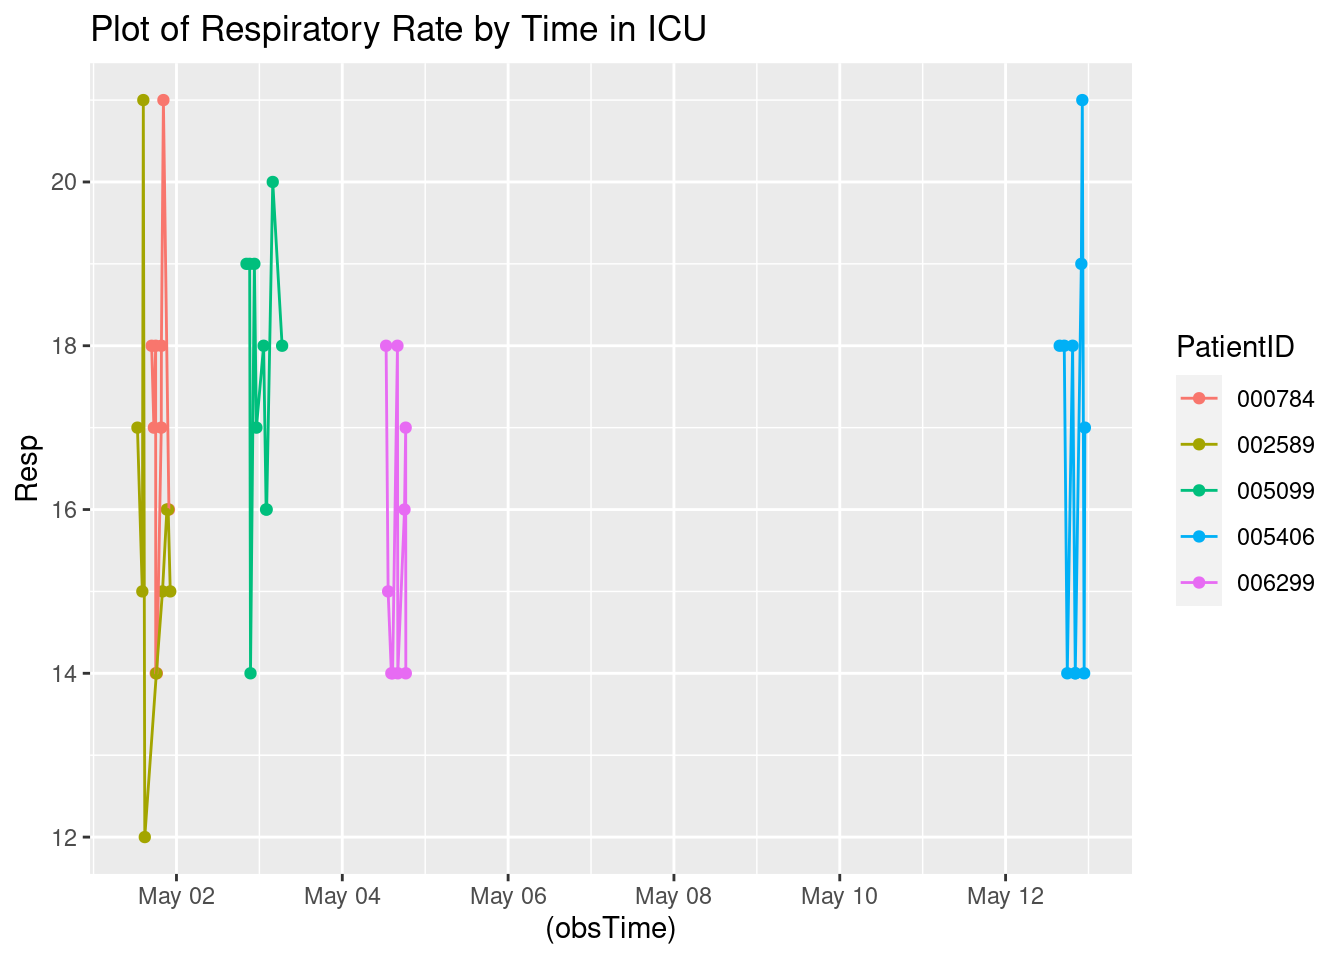 Plot of Respiratory Rate by Time in ICU
Resp
20
18
16
14
12
May 02
May 04
May 06
May 08
May 10
May 12
(obsTime)
PatientID
000784
002589
005099
005406
006299